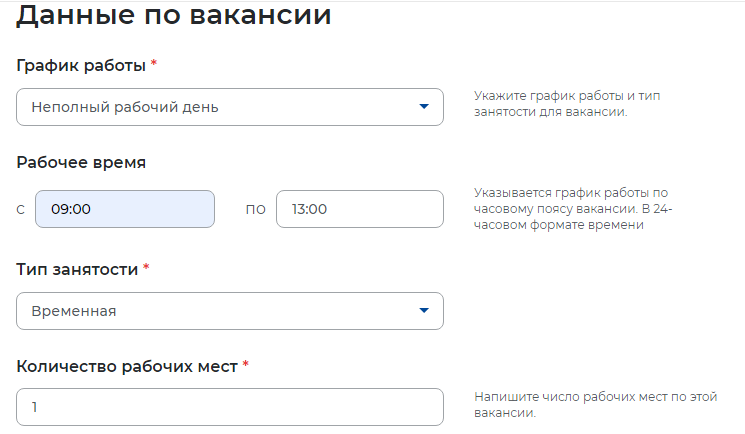 Данные по вакансии
График работы *
Неполный рабочий день
Укажите график работы и тип
занятости для вакансии.
Рабочее время
с 09:00 по 13:00
Указывается график работы по
часовому поясу вакансии. В 24-
часовом формате времени
Тип занятости *
Временная
Количество рабочих мест *
1
Напишите число рабочих мест по этой
вакансии.